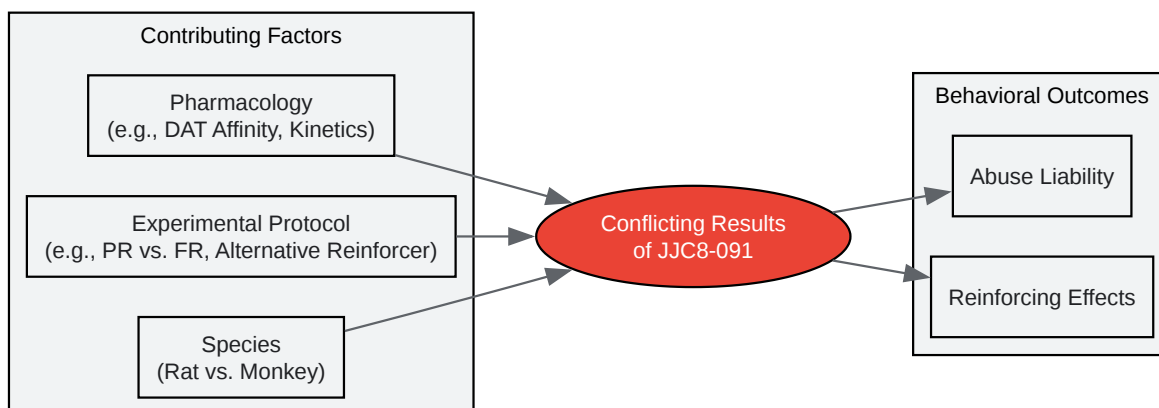 Contributing Factors
Pharmacology
(e.g., DAT Affinity, Kinetics)
Experimental Protocol
(e.g., PR vs. FR, Alternative Reinforcer)
Species
(Rat vs. Monkey)
Conflicting Results
of JJC8-091
Behavioral Outcomes
Abuse Liability
Reinforcing Effects